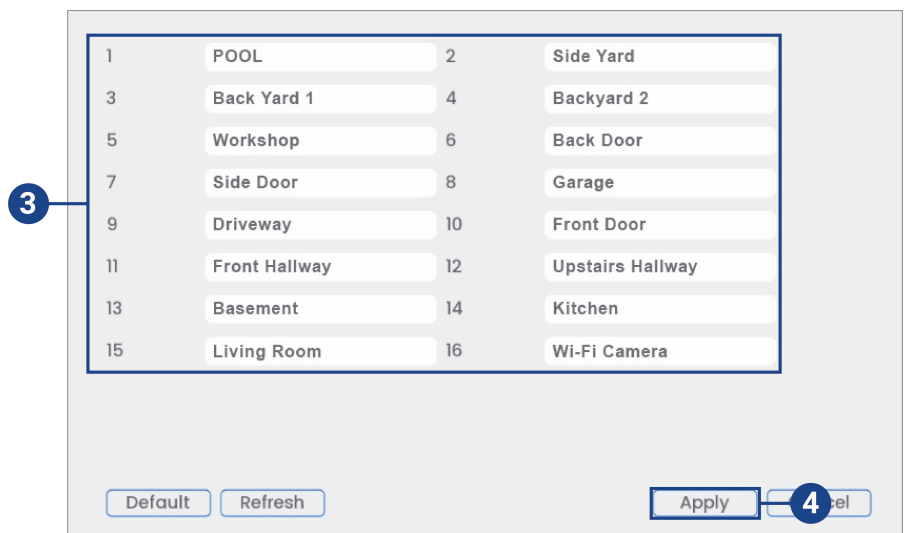 1 POOL 2 Side Yard
3 Back Yard 1 4 Backyard 2
5 Workshop 6 Back Door
7 Side Door 8 Garage
3
9 Driveway 10 Front Door
11 Front Hallway 12 Upstairs Hallway
13 Basement 14 Kitchen
15 Living Room 16 Wi-Fi Camera
Default Refresh Apply 4 cel